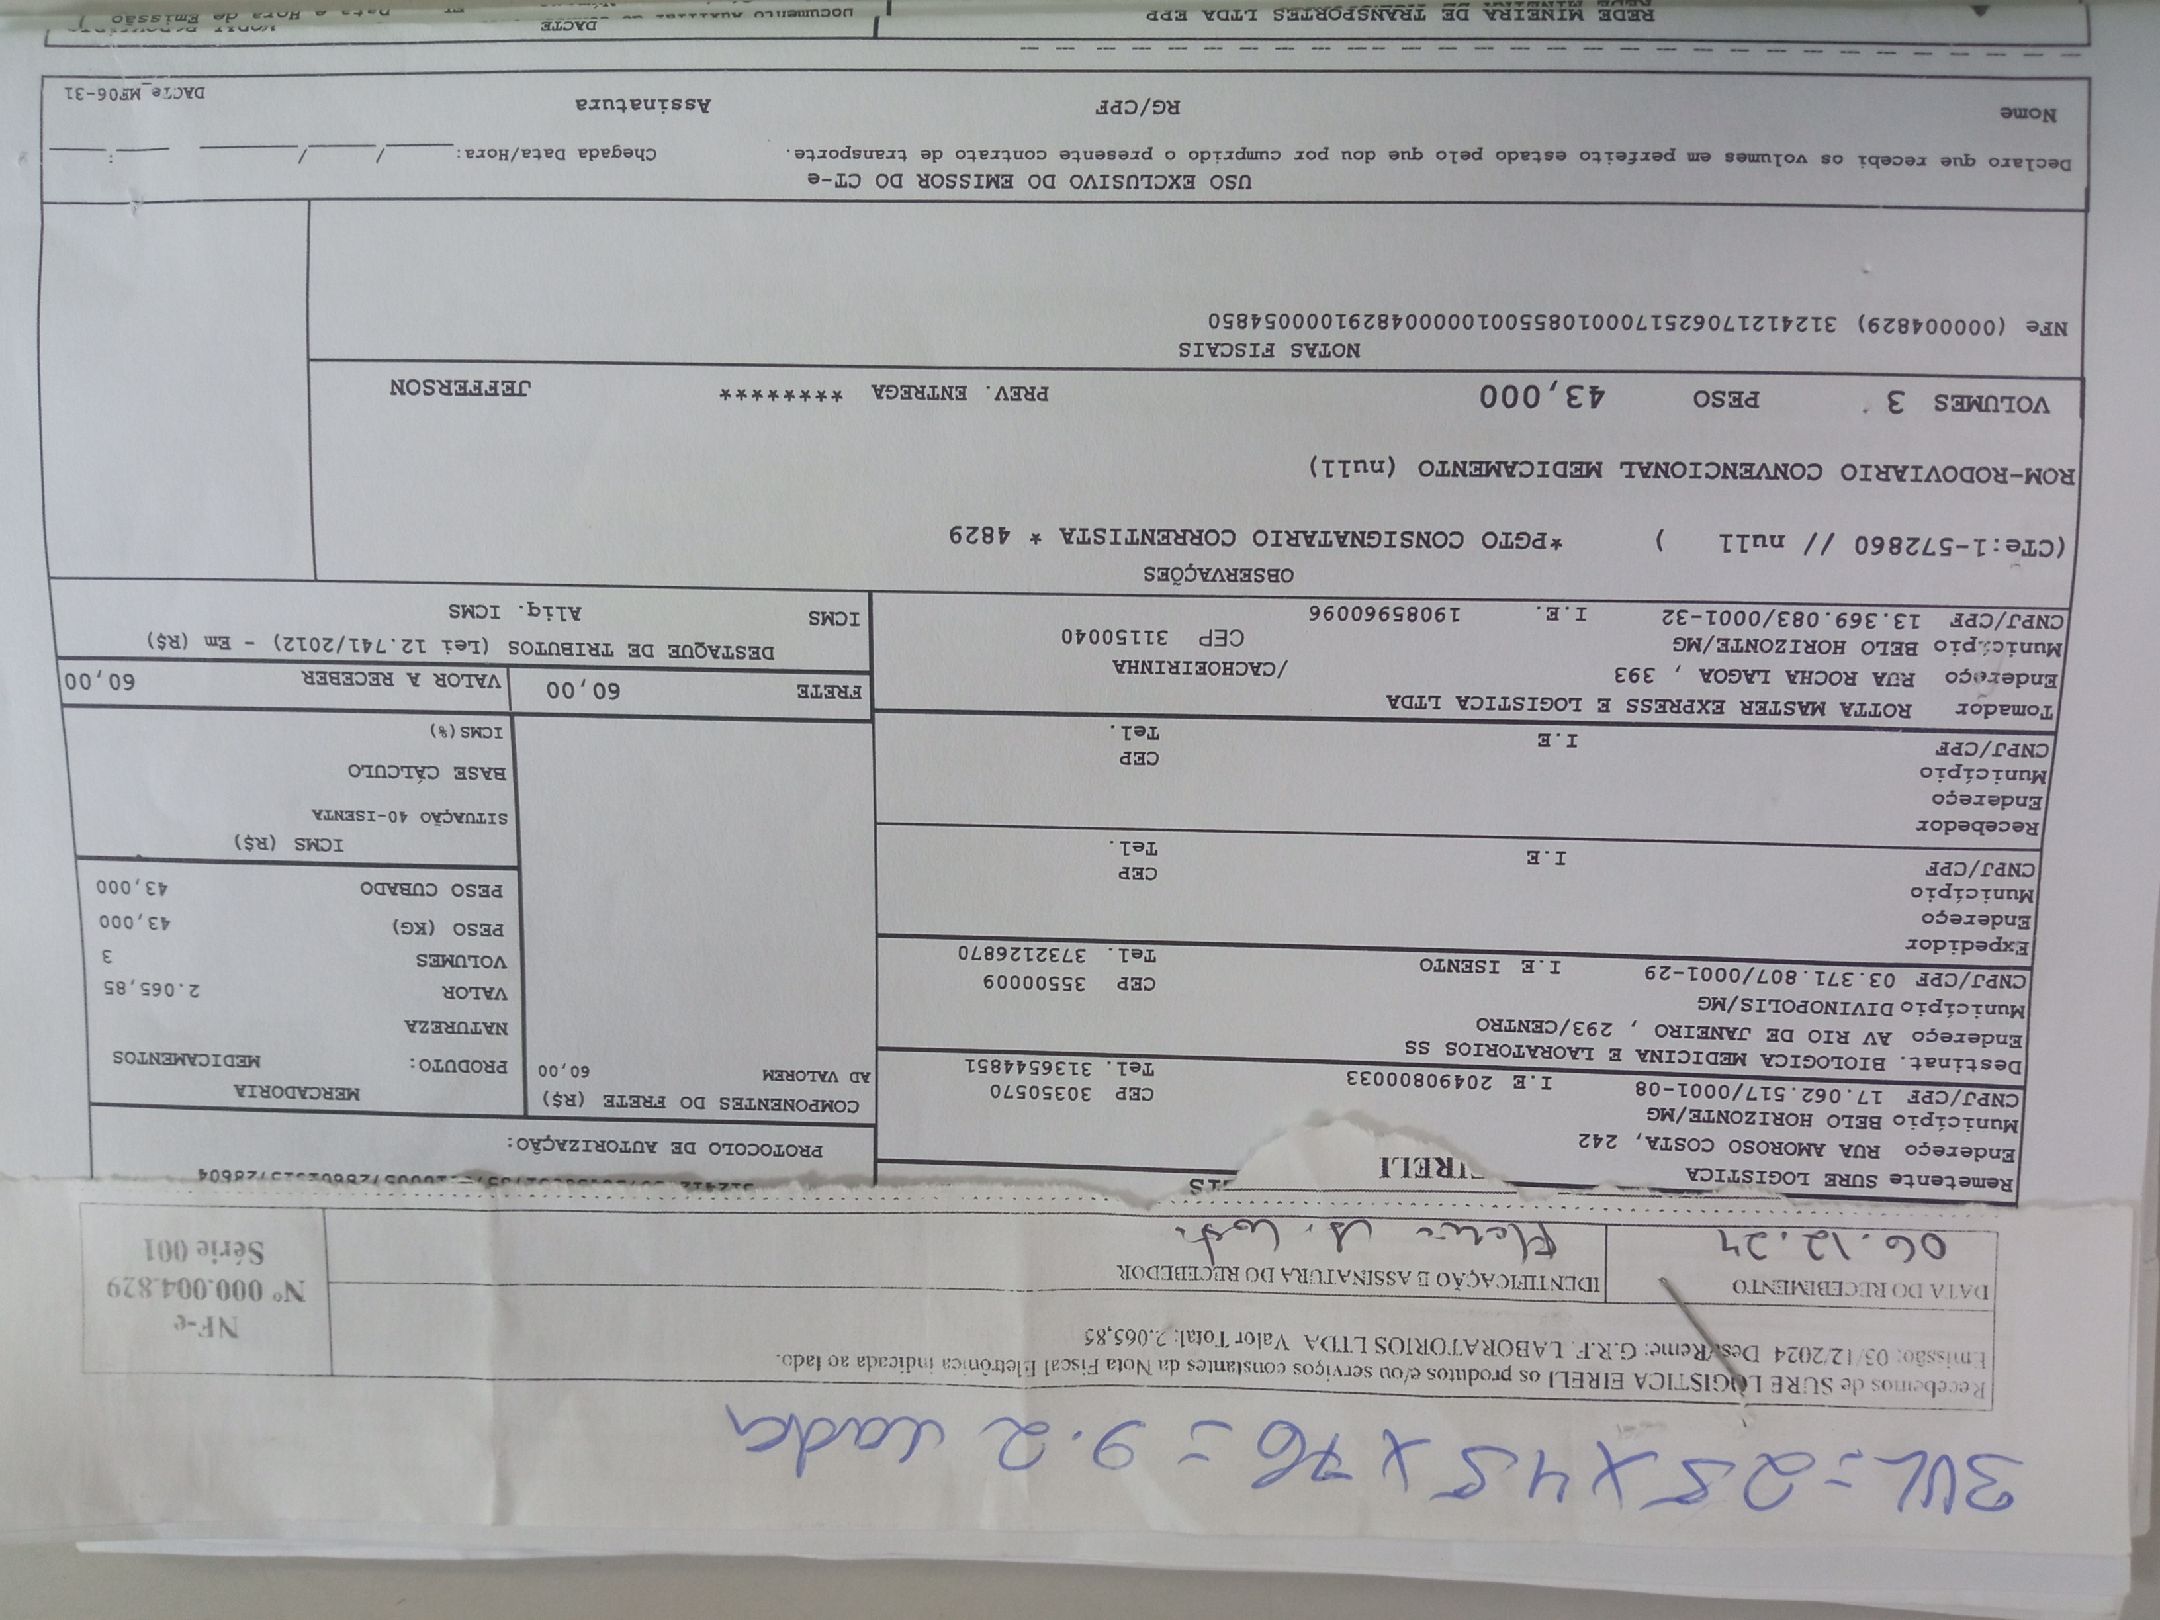 3VL = 25 X 45 X 76 = 9.2 cada
Recebemos de SURE LOGISTICA EIRELI os produtos e/ou serviços constantes da Nota Fiscal Eletrônica indicada ao lado.
Emissão: 03/12/2024 Dest/Reme: G.R.F. LABORATORIOS LTDA Valor Total: 2.065,85
NF-e
Nº 000.004.829
Série 001
DATA DO RECEBIMENTO
IDENTIFICAÇÃO E ASSINATURA DO RECEBEDOR
06.12.24
IRELI
Remetente SURE LOGISTICA
Endereço RUA AMOROSO COSTA, 242
Município BELO HORIZONTE/MG CEP 30350570
CNPJ/CPF 17.062.517/0001-08 I.E 2049080033 Tel. 3136544851
Destinat. BIOLOGICA MEDICINA E LAORATORIOS SS
Endereço AV RIO DE JANEIRO , 293/CENTRO
Município DIVINOPOLIS/MG CEP 35500009
CNPJ/CPF 03.371.807/0001-29 I.E ISENTO Tel. 3732126870
Expedidor
Endereço
Município CEP
CNPJ/CPF I.E Tel.
Recebedor
Endereço
Município CEP
CNPJ/CPF I.E Tel.
Tomador ROTTA MASTER EXPRESS E LOGISTICA LTDA
Endereço RUA ROCHA LAGOA , 393 /CACHOEIRINHA
Município BELO HORIZONTE/MG CEP 31150040
CNPJ/CPF 13.369.083/0001-32 I.E. 19085960096
PROTOCOLO DE AUTORIZAÇÃO:
COMPONENTES DO FRETE (R$)
AD VALOREM 60,00
MERCADORIA
PRODUTO: MEDICAMENTOS
NATUREZA
VALOR 2.065,85
VOLUMES 3
PESO (KG) 43,000
PESO CUBADO 43,000
ICMS (R$)
SITUAÇÃO 40-ISENTA
BASE CÁLCULO
ICMS(%)
FRETE 60,00 VALOR A RECEBER 60,00
DESTAQUE DE TRIBUTOS (Lei 12.741/2012) - Em (R$)
ICMS Aliq. ICMS
OBSERVAÇÕES
(CTe:1-572860 // null ) *PGTO CONSIGNATARIO CORRENTISTA * 4829
ROM-RODOVIARIO CONVENCIONAL MEDICAMENTO (null)
VOLUMES 3 PESO 43,000 PREV. ENTREGA ******** JEFFERSON
NOTAS FISCAIS
NFe (000004829) 31241217062517000108550010000048291000054850
USO EXCLUSIVO DO EMISSOR DO CT-e
Declaro que recebi os volumes em perfeito estado pelo que dou por cumprido o presente contrato de transporte. Chegada Data/Hora: ____/____/____ ___:___
Nome RG/CPF Assinatura
DACTe_MF06-31
REDE MINEIRA DE TRANSPORTES LTDA EPP
DACTE